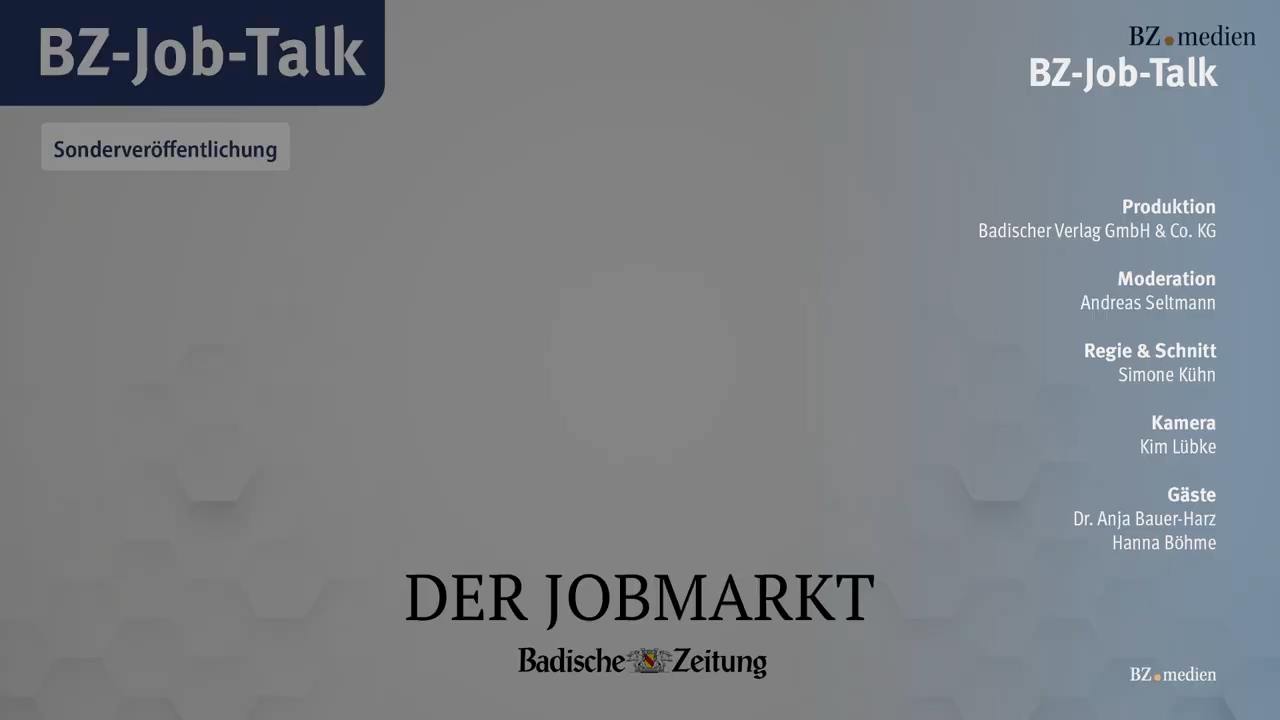 BZ-Job-Talk
Sonderveröffentlichung
BZ.medien
BZ-Job-Talk
Produktion
Badischer Verlag GmbH & Co. KG
Moderation
Andreas Seltmann
Regie & Schnitt
Simone Kühn
Kamera
Kim Lübke
Gäste
Dr. Anja Bauer-Harz
Hanna Böhme
DER JOBMARKT
Badische Zeitung
BZ.medien